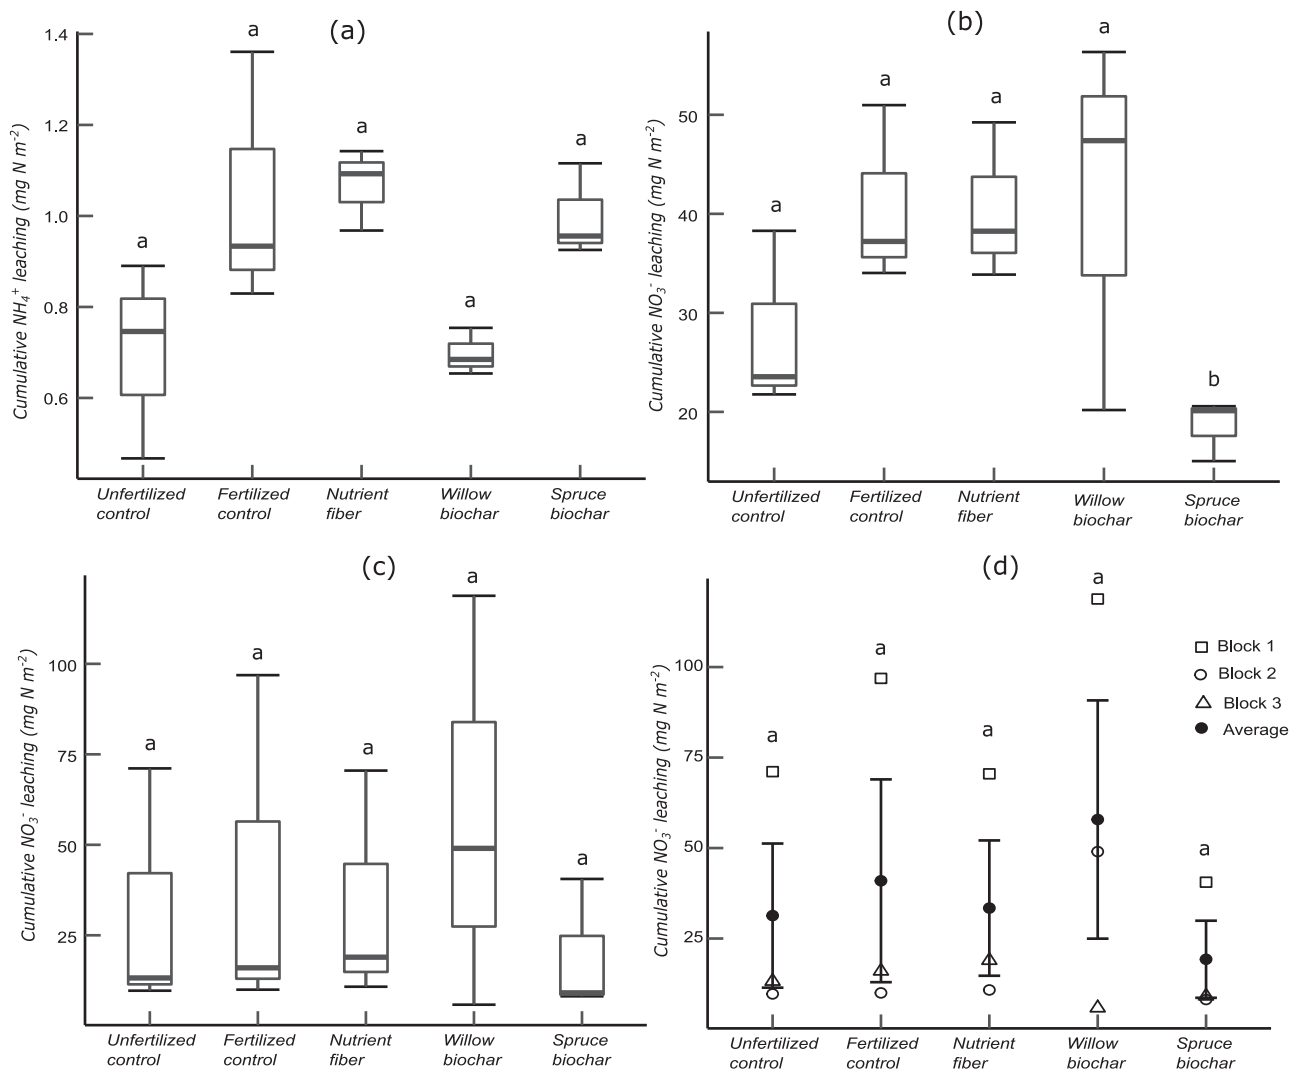 (a)
Cumulative NH4+ leaching (mg N m-2)
1.4
1.2
1.0
0.8
0.6
a
a
a
a
a
Unfertilized
control
Fertilized
control
Nutrient
fiber
Willow
biochar
Spruce
biochar
(b)
Cumulative NO3- leaching (mg N m-2)
50
40
30
20
a
a
a
a
b
Unfertilized
control
Fertilized
control
Nutrient
fiber
Willow
biochar
Spruce
biochar
(c)
Cumulative NO3- leaching (mg N m-2)
100
75
50
25
a
a
a
a
a
Unfertilized
control
Fertilized
control
Nutrient
fiber
Willow
biochar
Spruce
biochar
(d)
Cumulative NO3- leaching (mg N m-2)
100
75
50
25
a
a
a
a
a
Block 1
Block 2
Block 3
Average
Unfertilized
control
Fertilized
control
Nutrient
fiber
Willow
biochar
Spruce
biochar